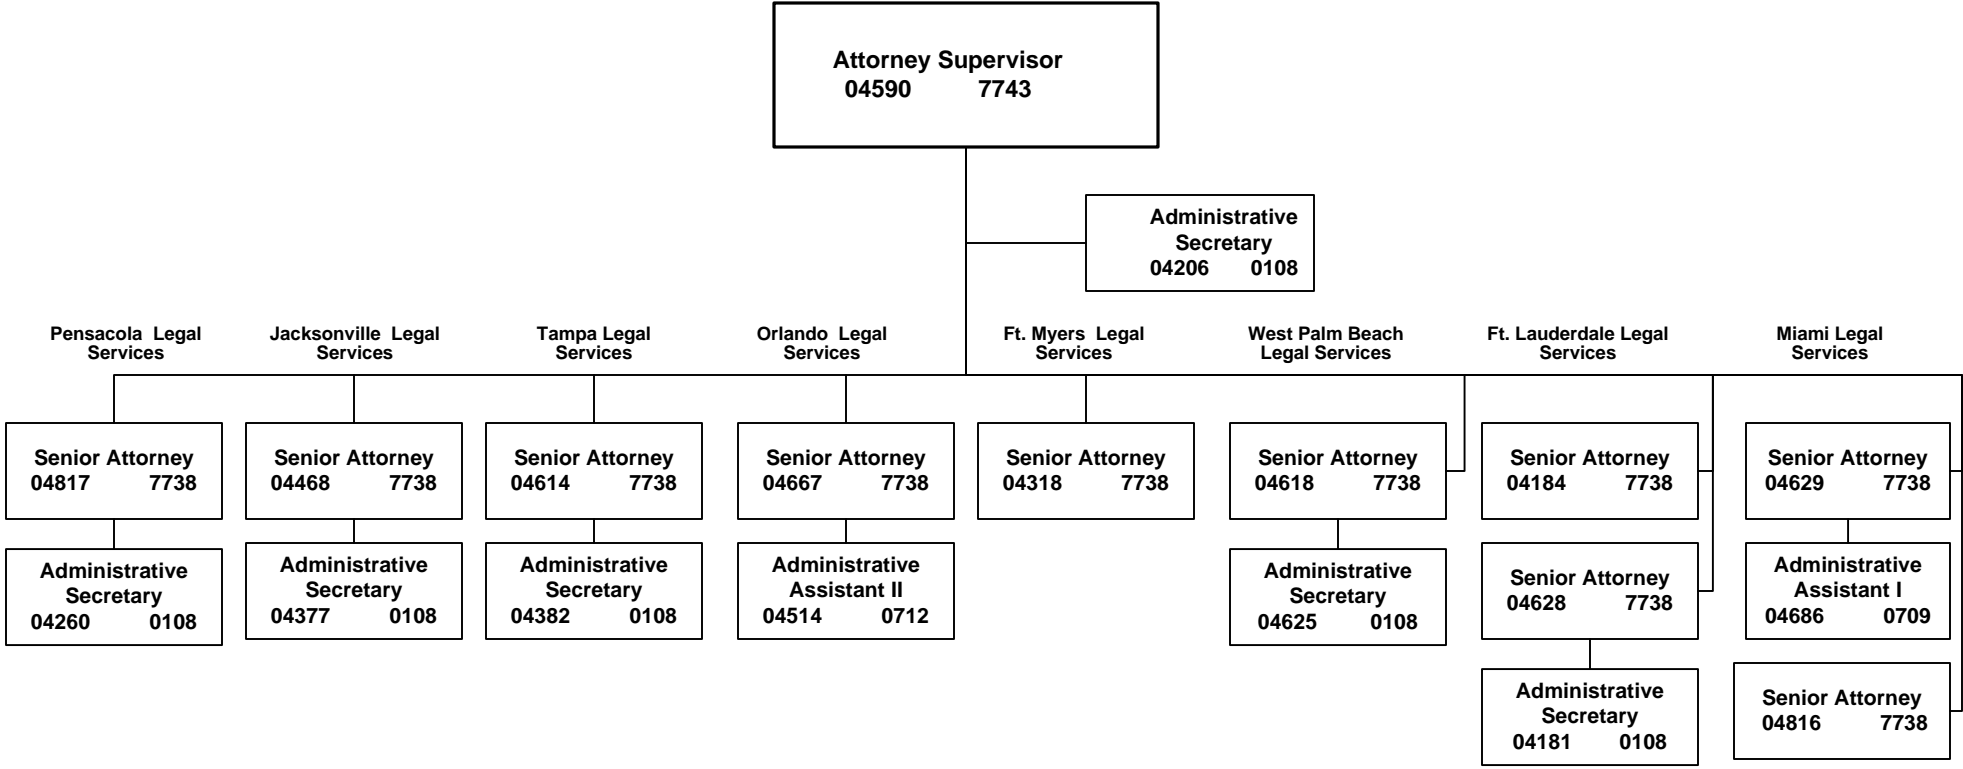 Attorney Supervisor
04590 7743
Administrative
Secretary
04206 0108
Pensacola Legal
Services
Jacksonville Legal
Services
Tampa Legal
Services
Orlando Legal
Services
Ft. Myers Legal
Services
West Palm Beach
Legal Services
Ft. Lauderdale Legal
Services
Miami Legal
Services
Senior Attorney
04817 7738
Senior Attorney
04468 7738
Senior Attorney
04614 7738
Senior Attorney
04667 7738
Senior Attorney
04318 7738
Senior Attorney
04618 7738
Senior Attorney
04184 7738
Senior Attorney
04629 7738
Administrative
Secretary
04260 0108
Administrative
Secretary
04377 0108
Administrative
Secretary
04382 0108
Administrative
Assistant II
04514 0712
Administrative
Secretary
04625 0108
Senior Attorney
04628 7738
Administrative
Assistant I
04686 0709
Administrative
Secretary
04181 0108
Senior Attorney
04816 7738